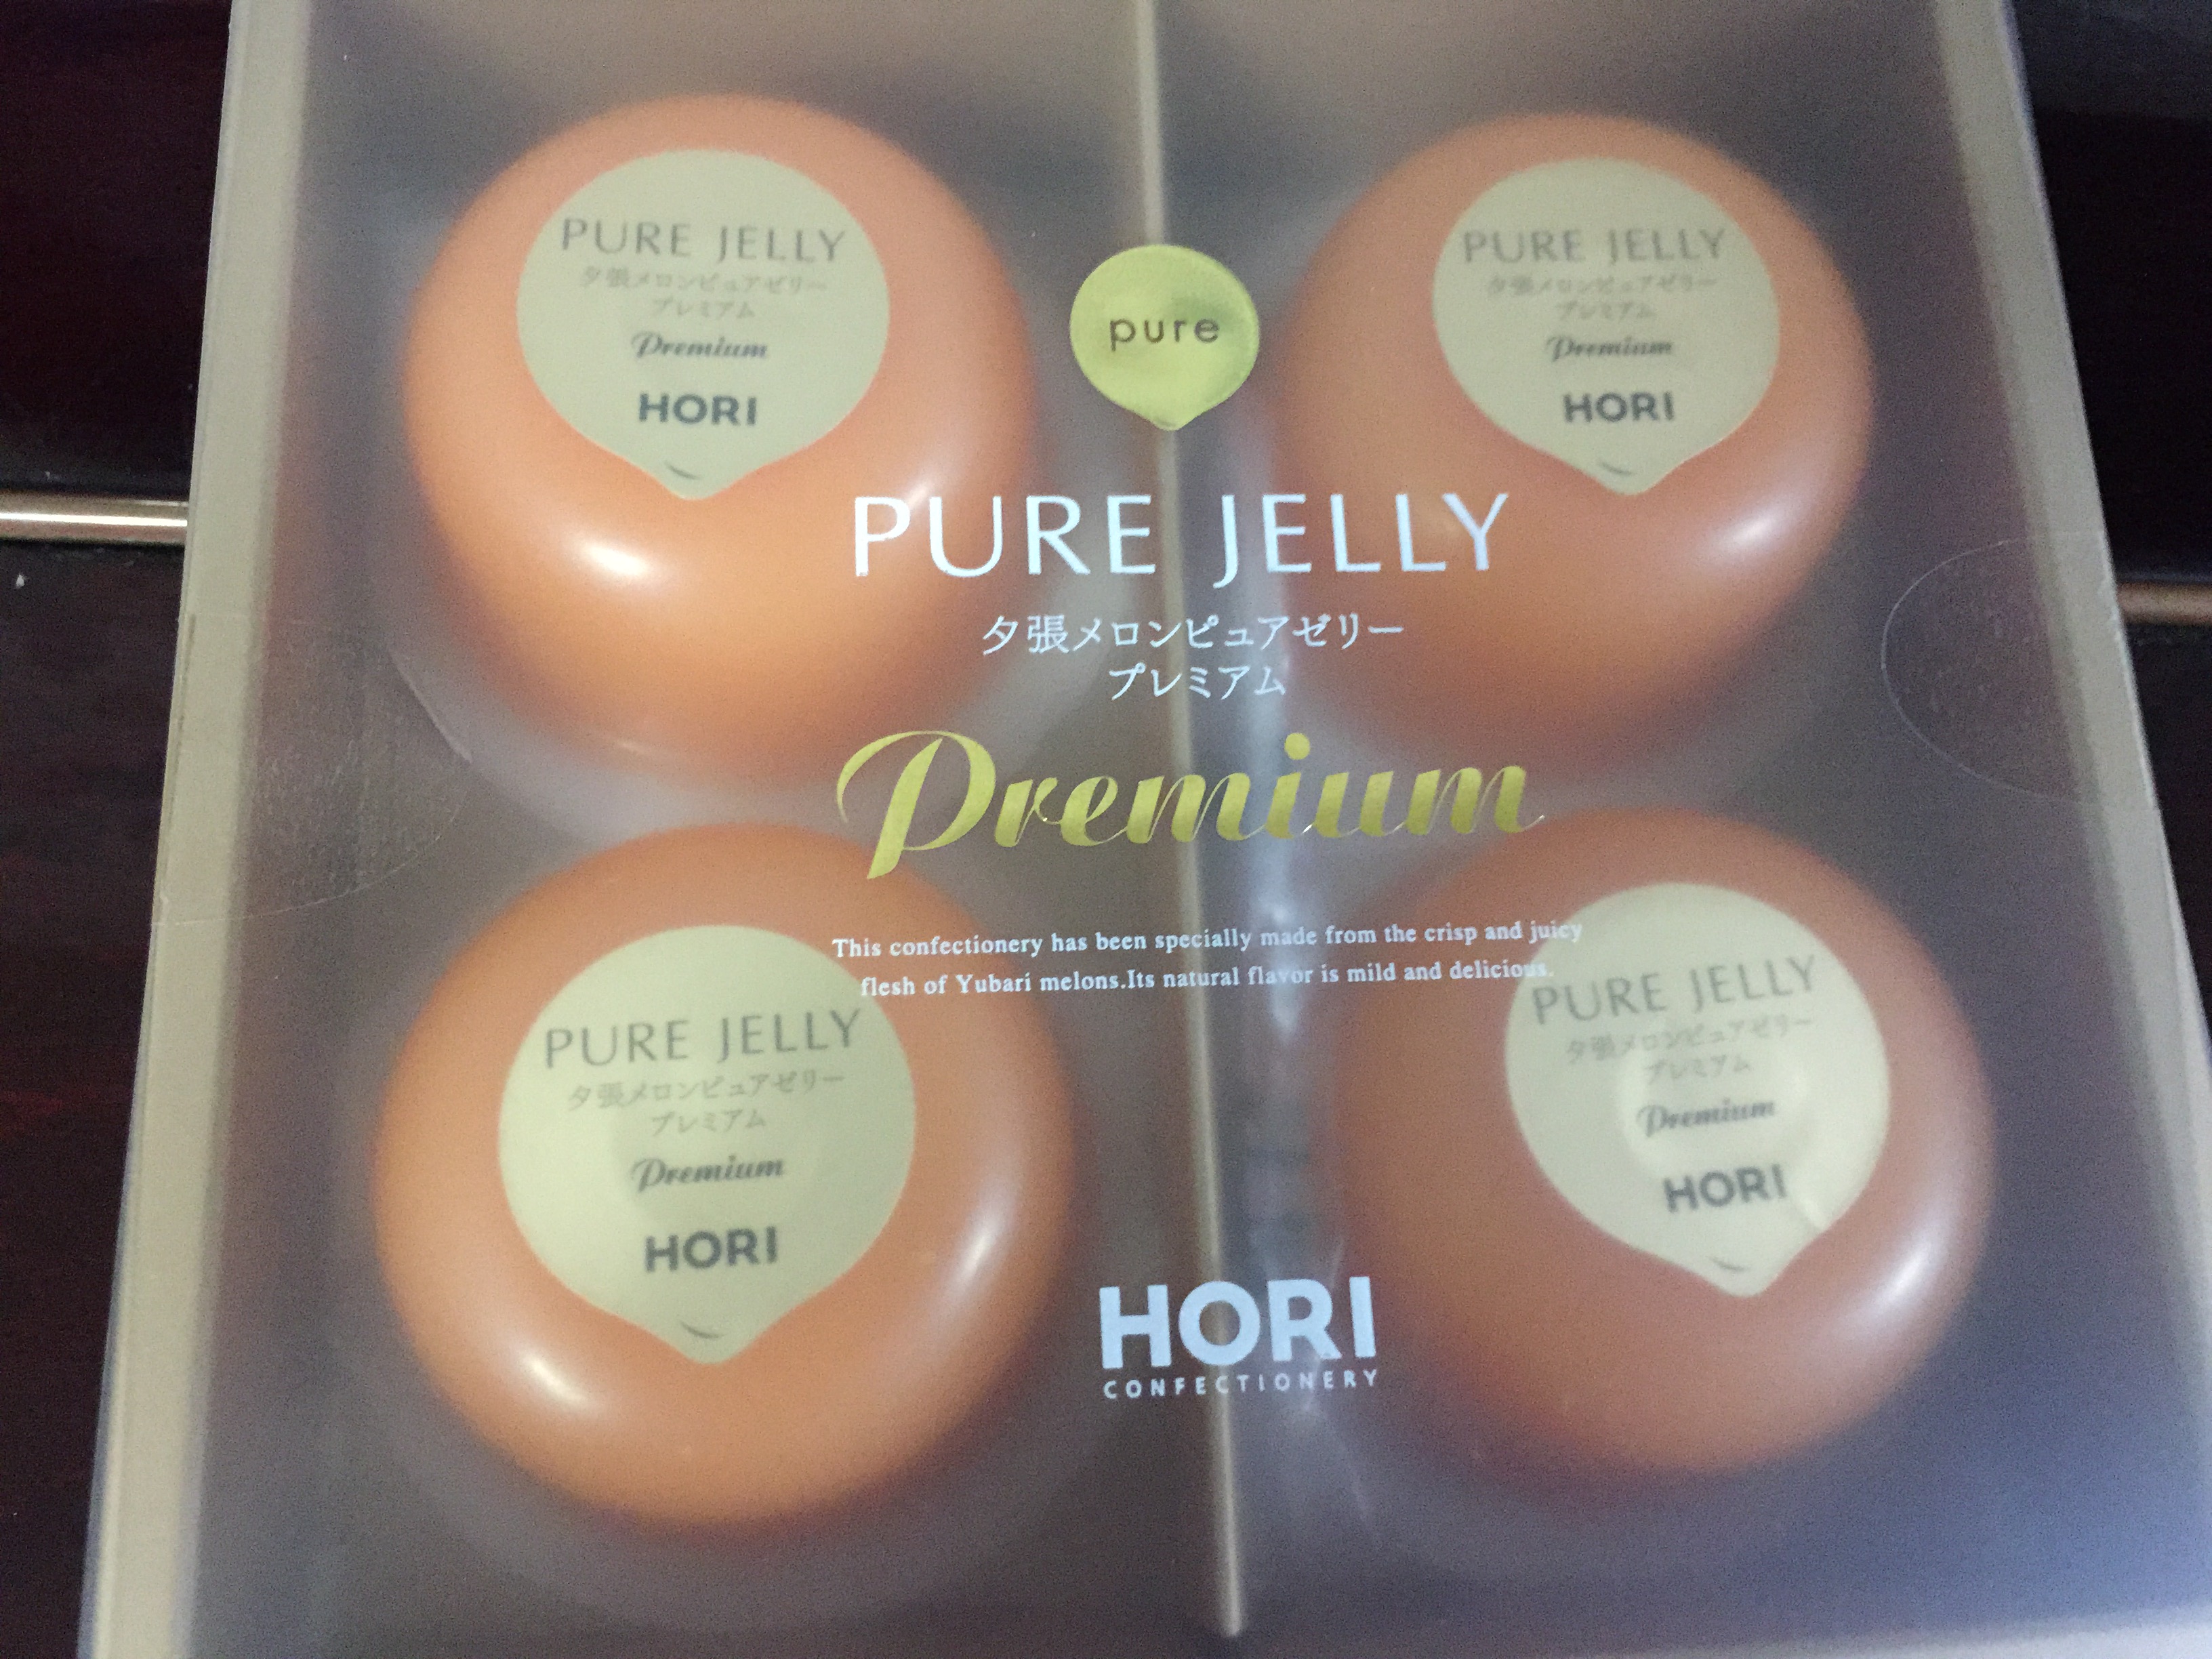 PURE JELLY
夕張メロンピュアゼリー
プレミアム
Premium
HORI
PURE JELLY
夕張メロンピュアゼリー
プレミアム
Premium
HORI
pure
PURE JELLY
夕張メロンピュアゼリー
プレミアム
Premium
This confectionery has been specially made from the crisp and juicy
flesh of Yubari melons.Its natural flavor is mild and delicious.
PURE JELLY
夕張メロンピュアゼリー
プレミアム
Premium
HORI
PURE JELLY
夕張メロンピュアゼリー
プレミアム
Premium
HORI
HORI
CONFECTIONERY